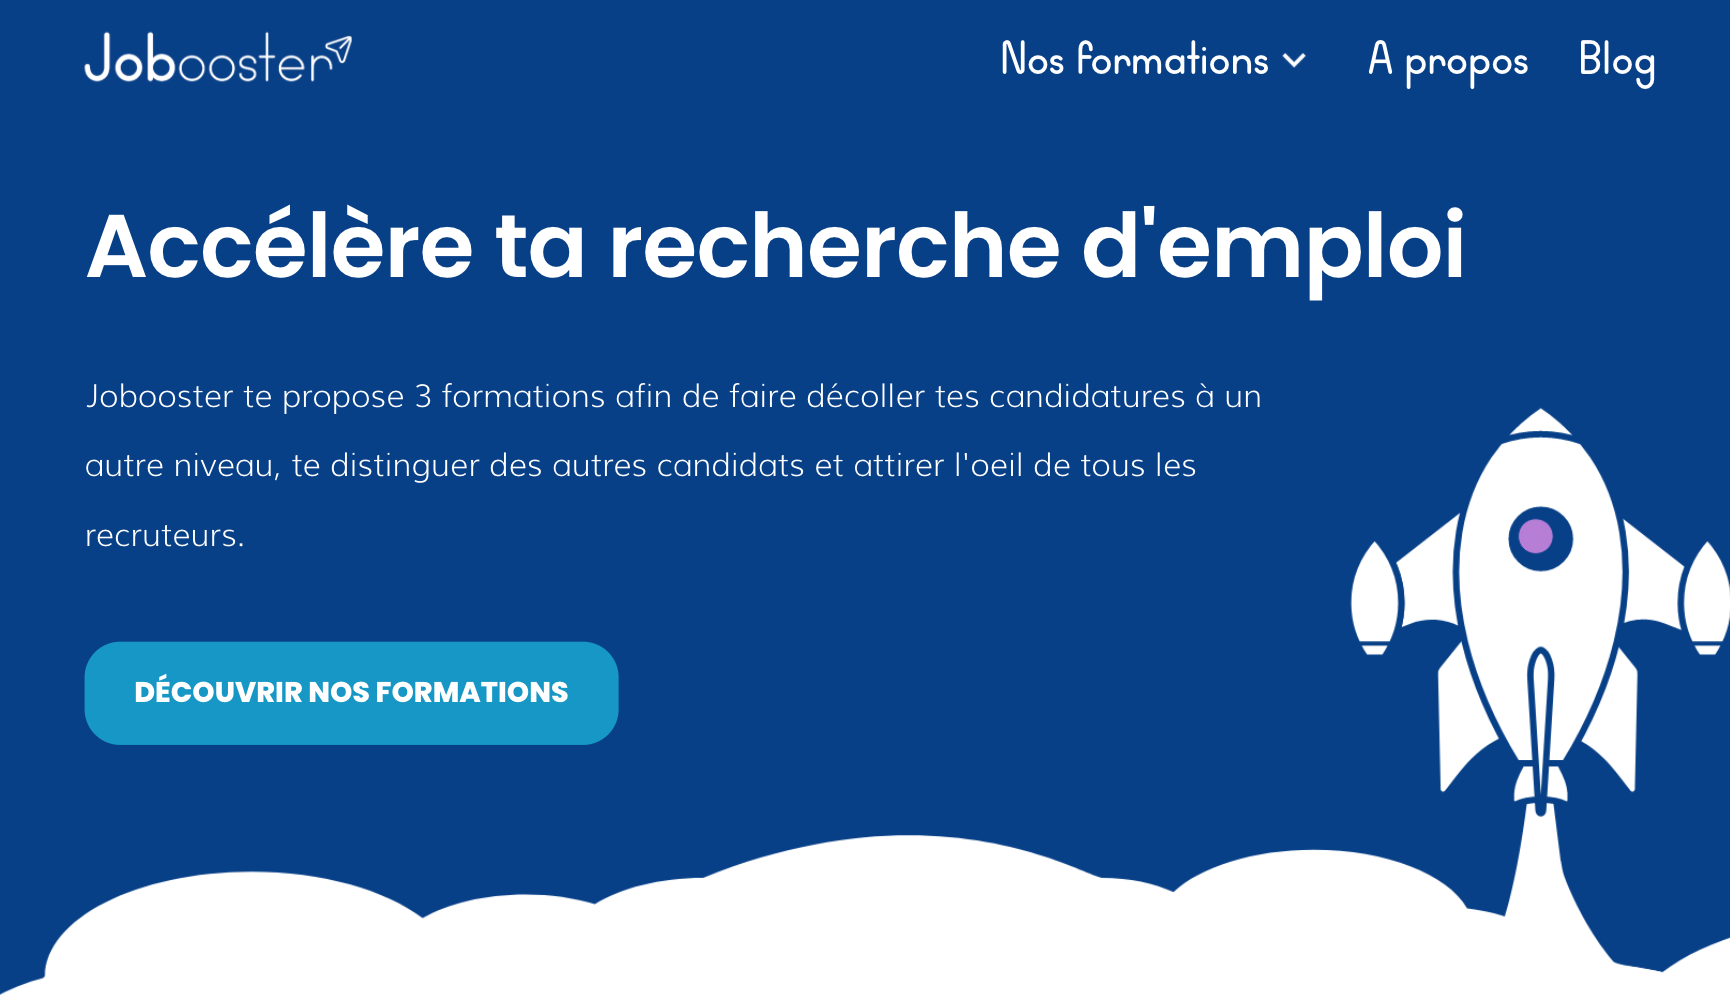 Jobooster
Nos formations
A propos
Blog
Accélère ta recherche d'emploi
Jobooster te propose 3 formations afin de faire décoller tes candidatures à un
autre niveau, te distinguer des autres candidats et attirer l'oeil de tous les
recruteurs.
DÉCOUVRIR NOS FORMATIONS